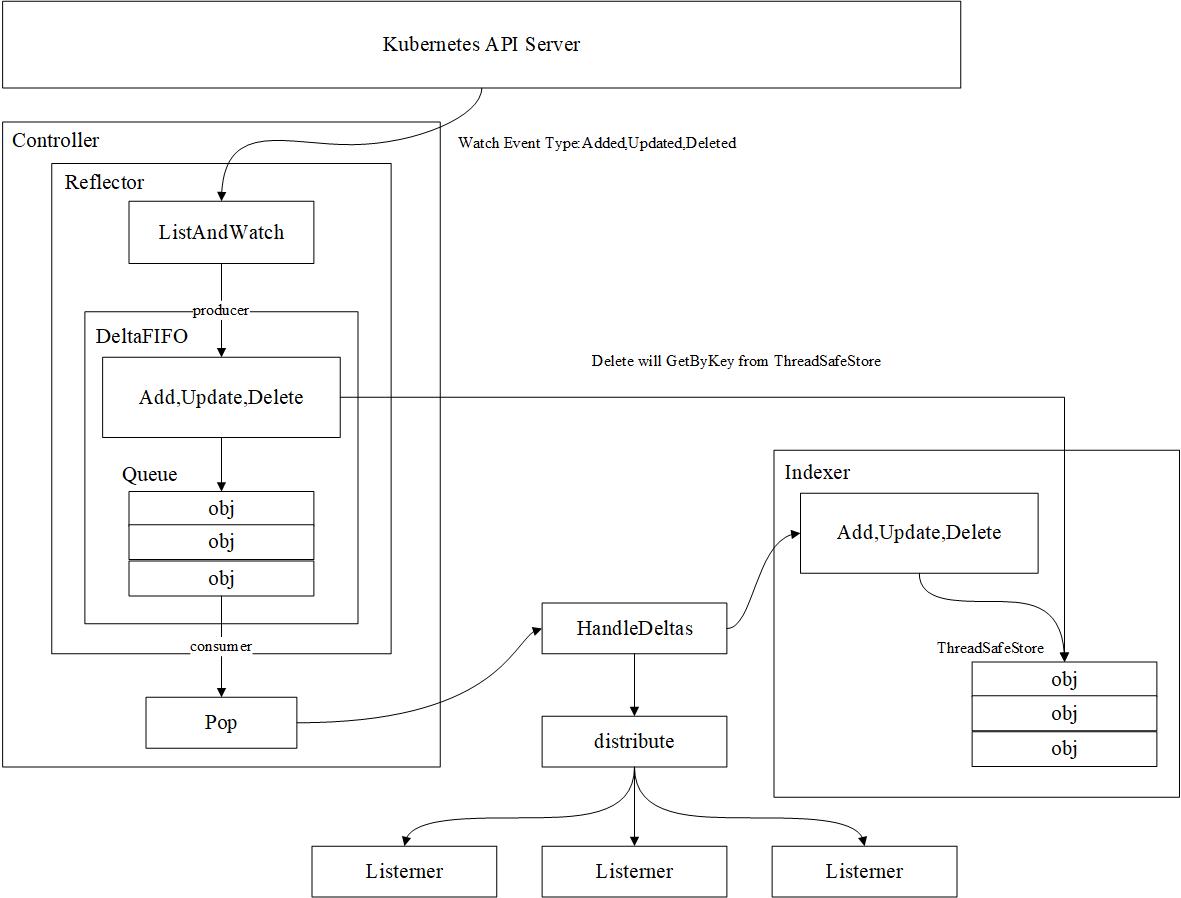 Kubernetes API Server
Controller
Watch Event Type:Added,Updated,Deleted
Reflector
ListAndWatch
producer
DeltaFIFO
Delete will GetByKey from ThreadSafeStore
Add,Update,Delete
Queue
obj
obj
obj
consumer
Pop
Indexer
Add,Update,Delete
HandleDeltas
ThreadSafeStore
obj
obj
obj
distribute
Listerner
Listerner
Listerner